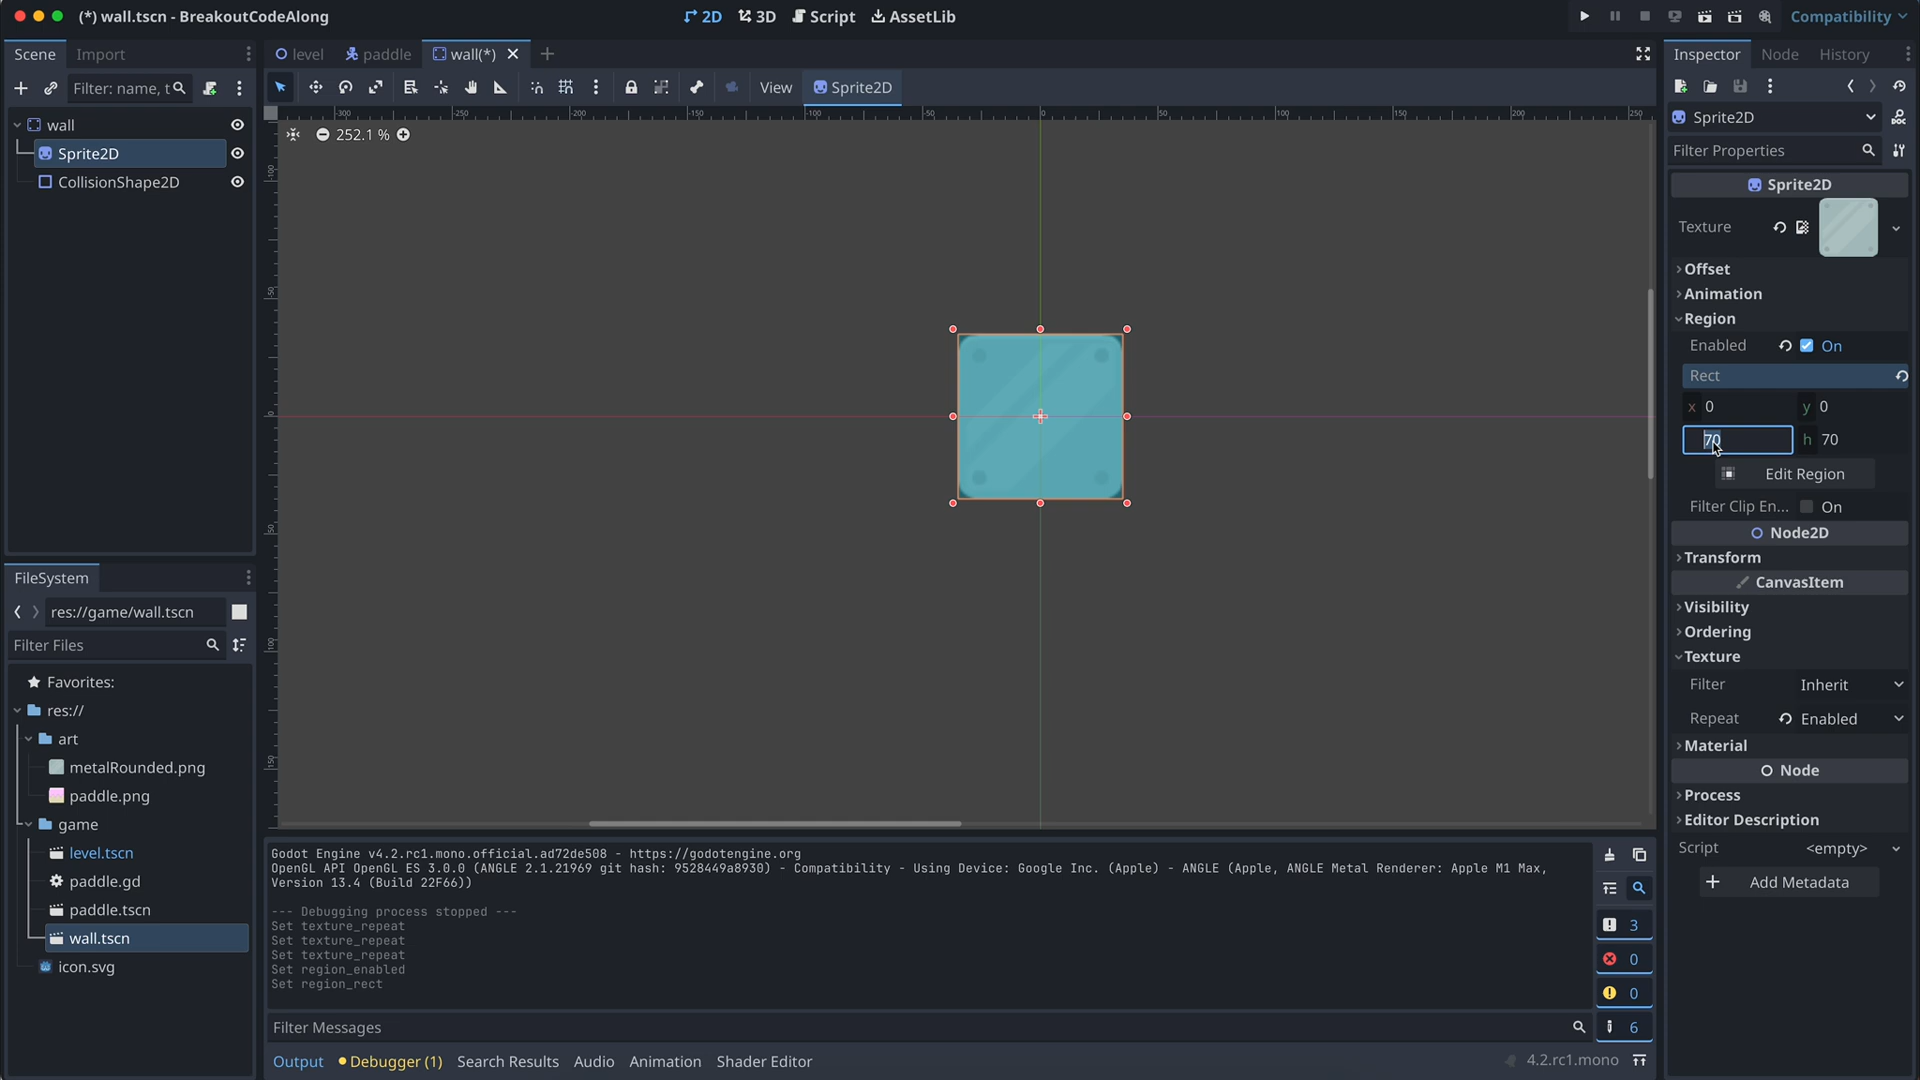 (*) wall.tscn - BreakoutCodeAlong
2D
3D
Script
AssetLib
Compatibility
Scene
Import
level
paddle
wall(*)
Inspector
Node
History
Filter: name, t
View
Sprite2D
Sprite2D
252.1 %
Filter Properties
wall
Sprite2D
CollisionShape2D
Sprite2D
Texture
Offset
Animation
Region
Enabled
On
Rect
x 0
y 0
70
h 70
Edit Region
Filter Clip En...
On
Node2D
Transform
CanvasItem
Visibility
Ordering
Texture
Filter
Inherit
Repeat
Enabled
Material
Node
Process
Editor Description
Script
<empty>
Add Metadata
FileSystem
res://game/wall.tscn
Filter Files
Favorites:
res://
art
metalRounded.png
paddle.png
game
level.tscn
paddle.gd
paddle.tscn
wall.tscn
icon.svg
Godot Engine v4.2.rc1.mono.official.ad72de508 - https://godotengine.org
OpenGL API OpenGL ES 3.0.0 (ANGLE 2.1.21969 git hash: 9528449a8930) - Compatibility - Using Device: Google Inc. (Apple) - ANGLE (Apple, ANGLE Metal Renderer: Apple M1 Max,
Version 13.4 (Build 22F66))
--- Debugging process stopped ---
Set texture_repeat
Set texture_repeat
Set texture_repeat
Set region_enabled
Set region_rect
3
0
0
6
Filter Messages
Output
Debugger (1)
Search Results
Audio
Animation
Shader Editor
4.2.rc1.mono